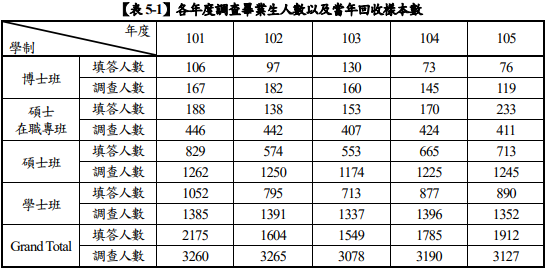 【表 5-1】各年度調查畢業生人數以及當年回收樣本數
年度
學制 101 102 103 104 105
博士班 填答人數 106 97 130 73 76
調查人數 167 182 160 145 119
碩士
在職專班 填答人數 188 138 153 170 233
調查人數 446 442 407 424 411
碩士班 填答人數 829 574 553 665 713
調查人數 1262 1250 1174 1225 1245
學士班 填答人數 1052 795 713 877 890
調查人數 1385 1391 1337 1396 1352
Grand Total 填答人數 2175 1604 1549 1785 1912
調查人數 3260 3265 3078 3190 3127